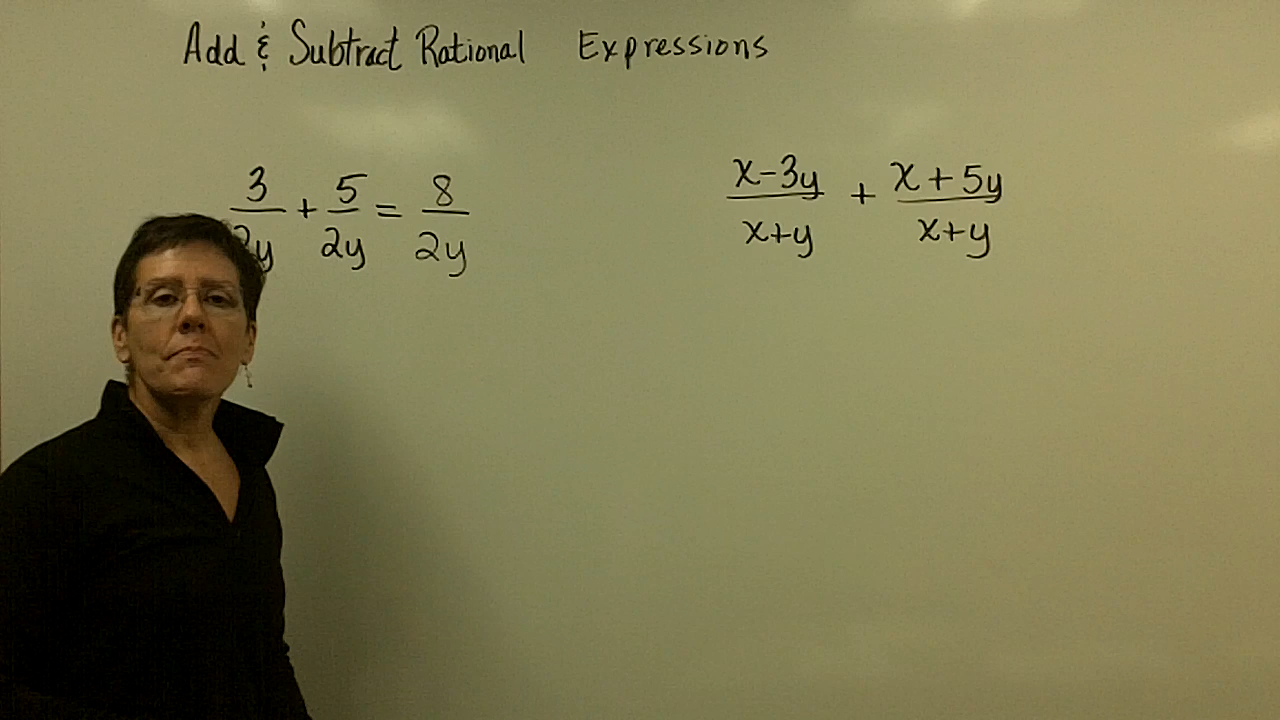 Add & Subtract Rational Expressions
3/2y + 5/2y = 8/2y
x-3y/x+y + x+5y/x+y